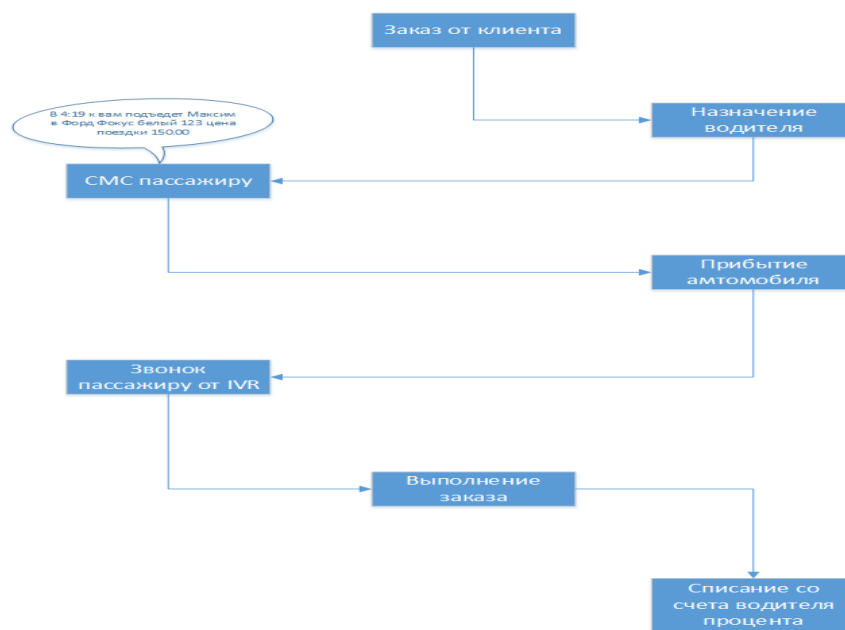 Заказ от клиента
Назначение
водителя
В 4:19 к вам подъедет Максим
в Форд Фокус белый 123 цена
поездки 150.00
СМС пассажиру
Прибытие
амтомобиля
Звонок
пассажиру от IVR
Выполнение
заказа
Списание со
счета водителя
процента